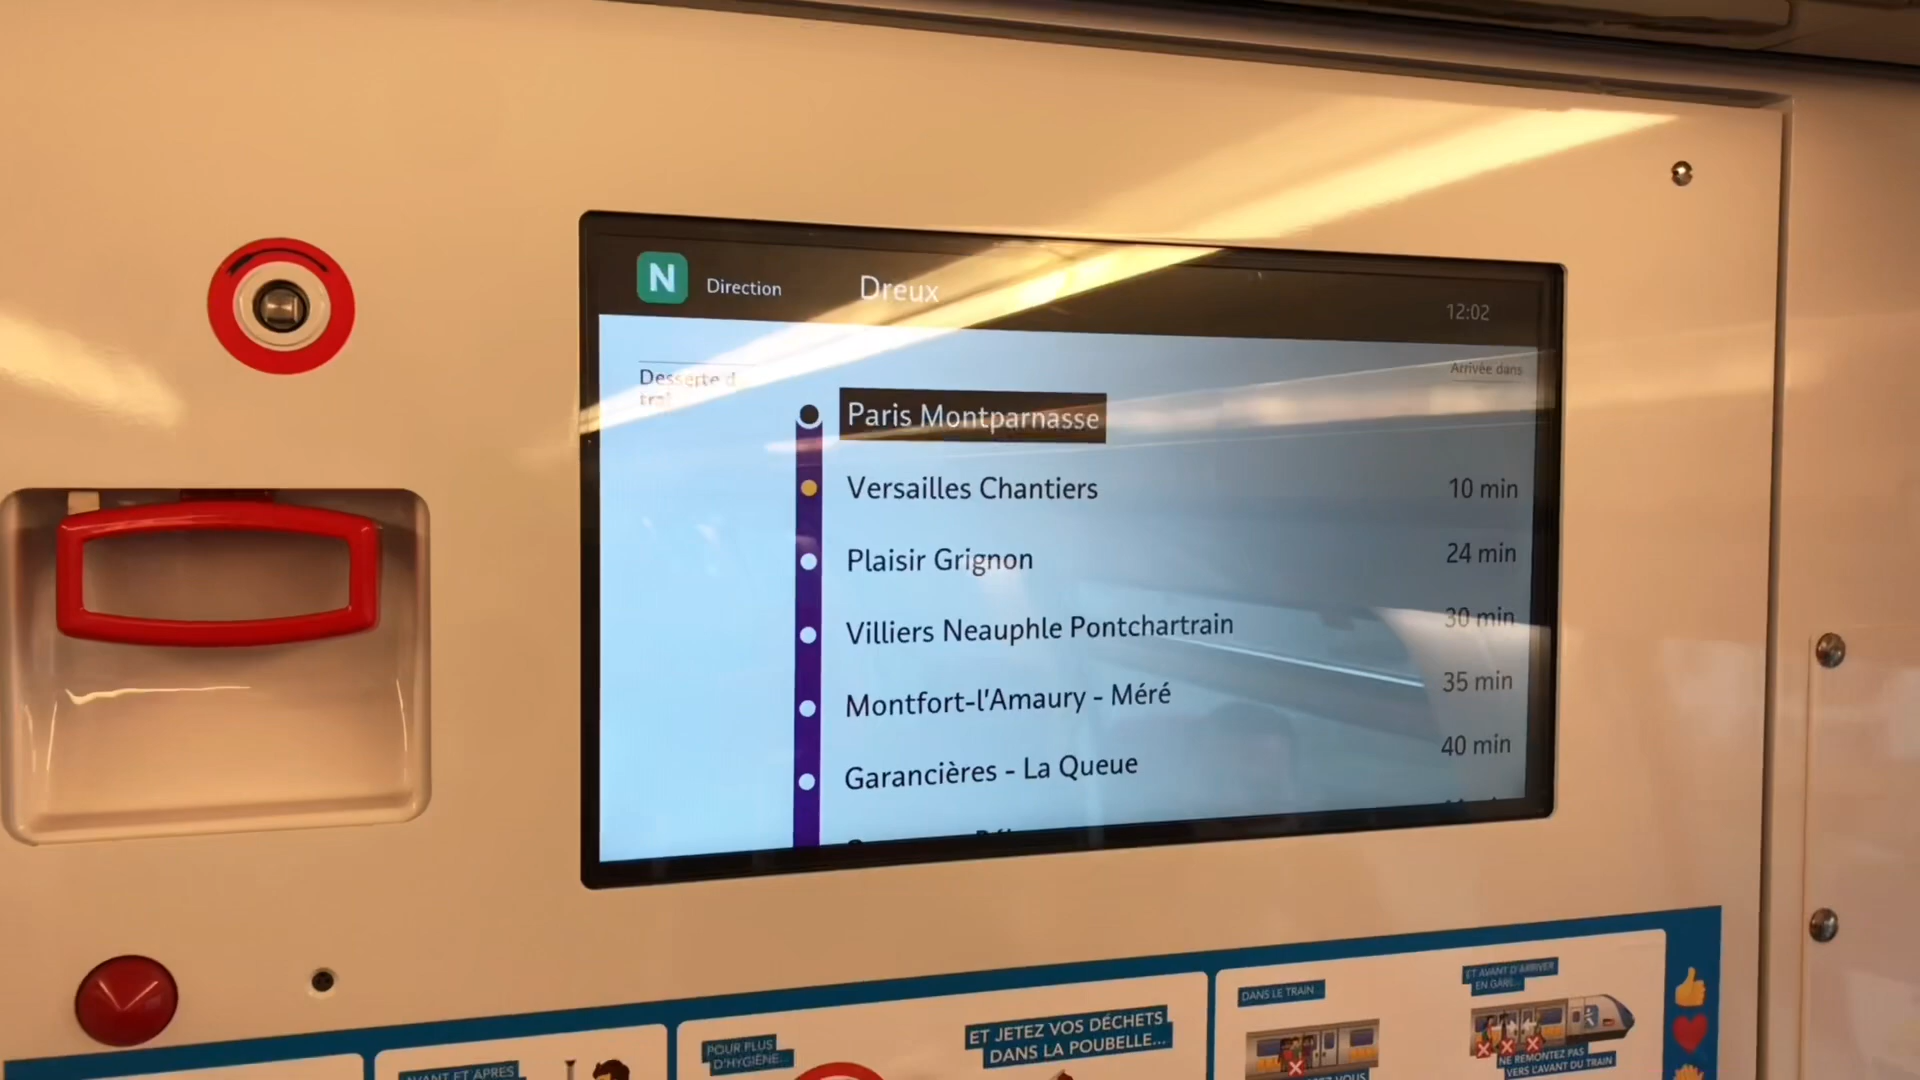 N Direction Dreux
12:02
Desserte d
Arrivée dans
Paris Montparnasse
Versailles Chantiers 10 min
Plaisir Grignon 24 min
Villiers Neauphle Pontchartrain 30 min
Montfort-l'Amaury - Méré 35 min
Garancières - La Queue 40 min
AVANT ET APRES
POUR PLUS
D'HYGIÈNE...
ET JETEZ VOS DÉCHETS
DANS LA POUBELLE...
DANS LE TRAIN...
ET AVANT D'ARRIVER
EN GARE...
NE REMONTEZ PAS
VERS L'AVANT DU TRAIN